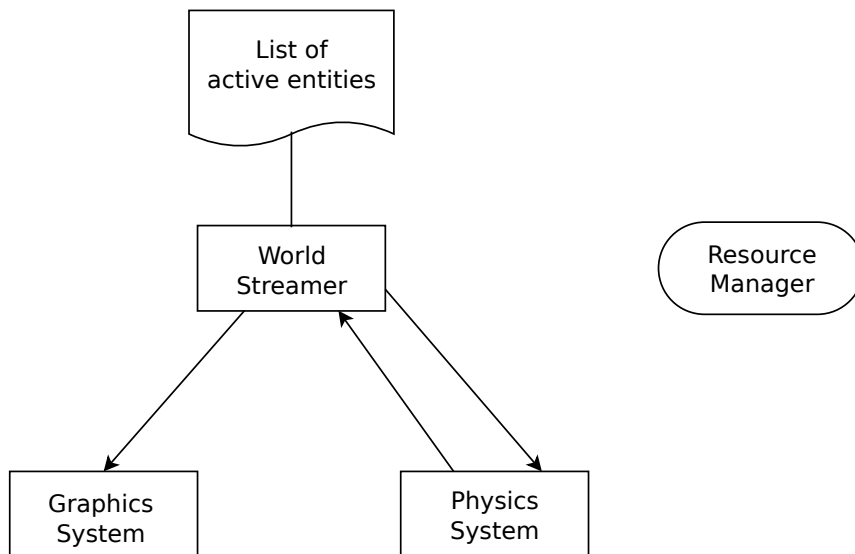 List of
active entities
World
Streamer
Resource
Manager
Graphics
System
Physics
System